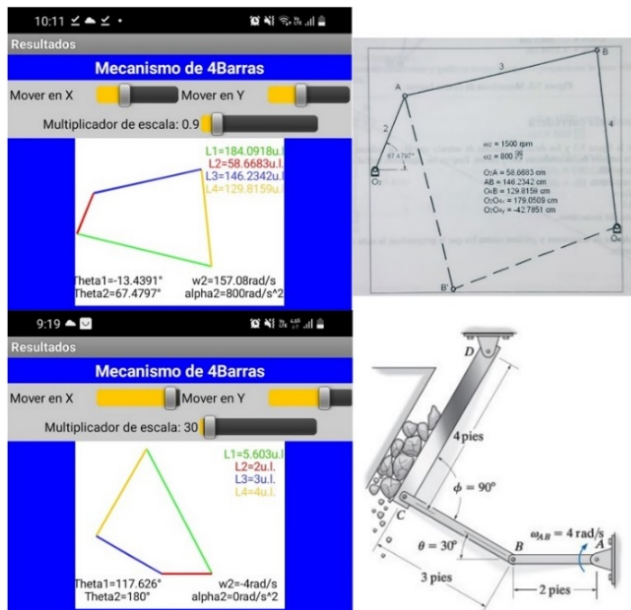 10:11
Resultados
Mecanismo de 4Barras
Mover en X
Mover en Y
Multiplicador de escala: 0.9
L1=184.0918u.l.
L2=58.6683u.l.
L3=146.2342u.l.
L4=129.8159u.l.
Theta1=-13.4391°
w2=157.08rad/s
Theta2=67.4797°
alpha2=800rad/s^2
A
3
B
2
4
67.4797°
O₂
ω2 = 1500 rpm
α2 = 800
O₂A = 58.6683 cm
AB = 146.2342 cm
O₄B = 129.8159 cm
O₂O₄ₓ = 179.0509 cm
O₂O₄ᵧ = -42.7851 cm
O₄
B'
9:19
Resultados
Mecanismo de 4Barras
Mover en X
Mover en Y
Multiplicador de escala: 30
L1=5.603u.l.
L2=2u.l.
L3=3u.l.
L4=4u.l.
Theta1=117.626°
w2=-4rad/s
Theta2=180°
alpha2=0rad/s^2
D
4 pies
ϕ = 90°
C
ωAB = 4 rad/s
θ = 30°
B
A
3 pies
2 pies